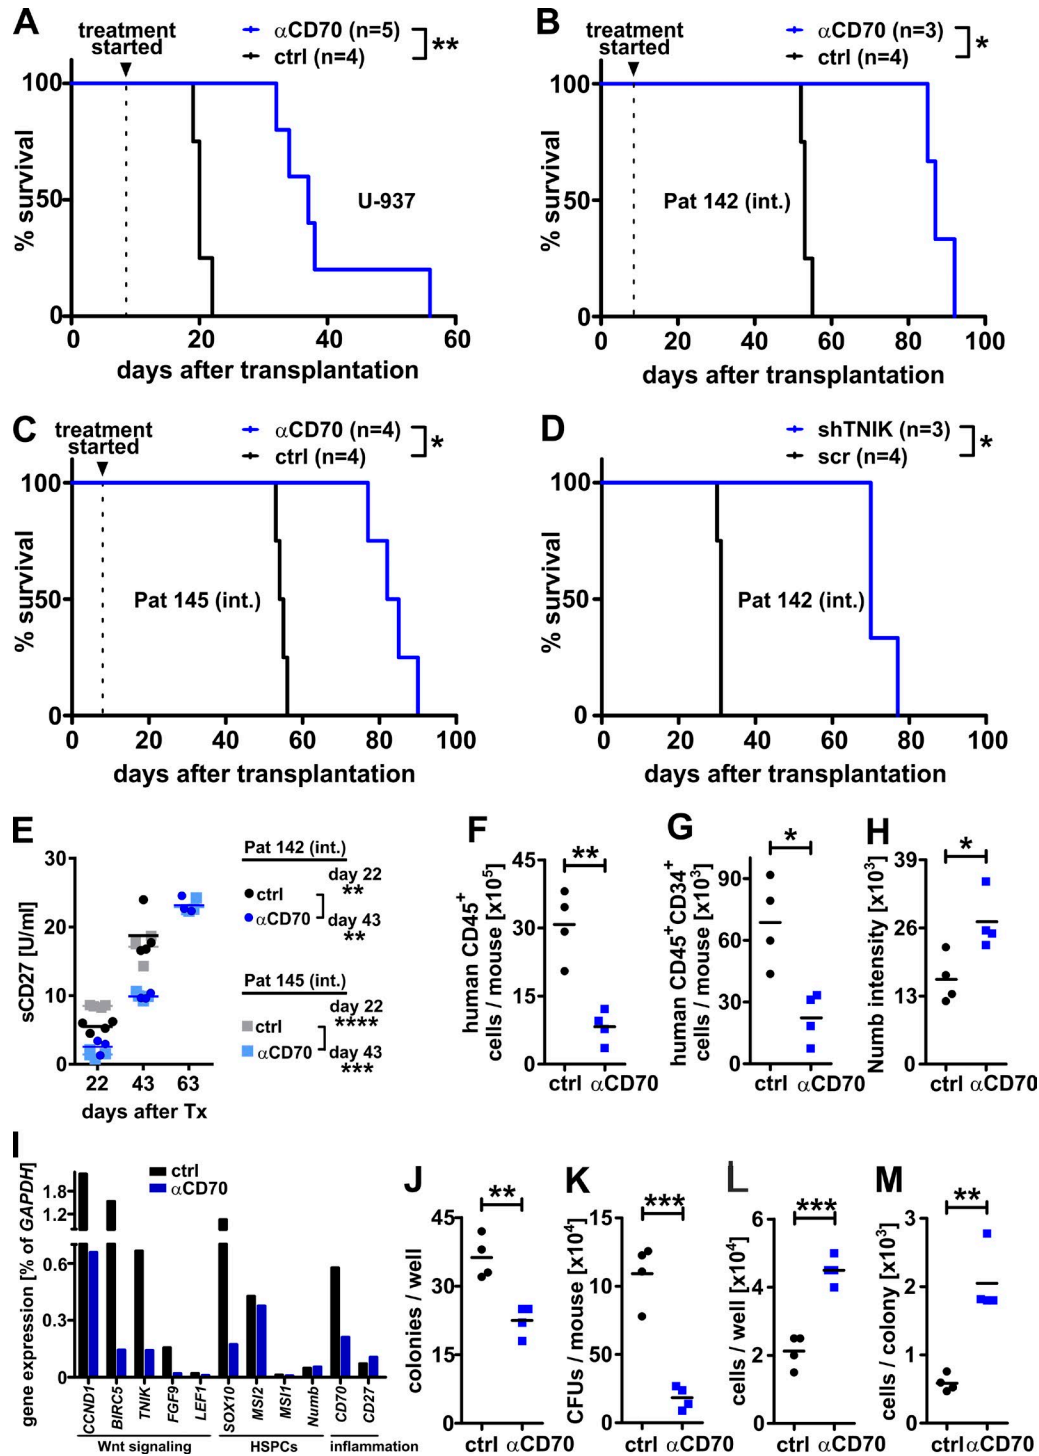 A
treatment
started
αCD70 (n=5)
ctrl (n=4)
**
% survival
100
50
0
U-937
0 20 40 60
days after transplantation
B
treatment
started
αCD70 (n=3)
ctrl (n=4)
*
% survival
100
50
0
Pat 142 (int.)
0 20 40 60 80 100
days after transplantation
C
treatment
started
αCD70 (n=4)
ctrl (n=4)
*
% survival
100
50
0
Pat 145 (int.)
0 20 40 60 80 100
days after transplantation
D
shTNIK (n=3)
scr (n=4)
*
% survival
100
50
0
Pat 142 (int.)
0 20 40 60 80 100
days after transplantation
E
sCD27 [U/ml]
30
20
10
0
22 43 63
days after Tx
Pat 142 (int.)
day 22
**
ctrl
αCD70
day 43
**
Pat 145 (int.)
day 22
****
ctrl
αCD70
day 43
***
F
human CD45+
cells / mouse [x10⁵]
45
30
15
0
**
ctrl αCD70
G
human CD45+CD34+
cells / mouse [x10³]
90
60
30
0
*
ctrl αCD70
H
Numb intensity [x10³]
39
26
13
0
*
ctrl αCD70
I
gene expression [% of GAPDH]
ctrl
αCD70
1.8
1.2
0.6
0.3
0
CCND1 BIRC5 TNIK FGF9 LEF1 SOX10 MSI2 MSI1 Numb CD70 CD27
Wnt signaling HSPCs inflammation
J
colonies / well
45
30
15
0
**
ctrl αCD70
K
CFUs / mouse [x10⁴]
15
10
50
0
***
ctrl αCD70
L
cells / well [x10⁴]
6
4
2
0
***
ctrl αCD70
M
cells / colony [x10³]
3
2
1
0
**
ctrl αCD70